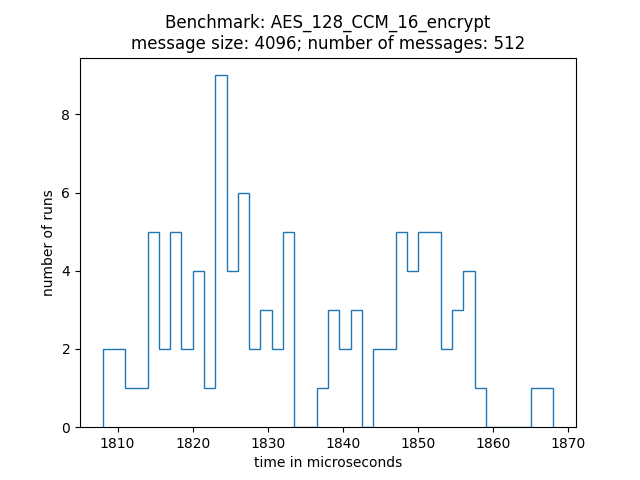 Benchmark: AES_128_CCM_16_encrypt
message size: 4096; number of messages: 512
8
6
4
2
0
number of runs
1810 1820 1830 1840 1850 1860 1870
time in microseconds